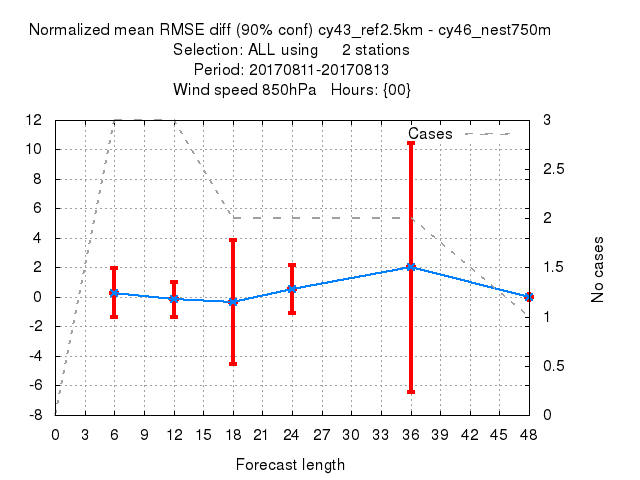 Normalized mean RMSE diff (90% conf) cy43_ref2.5km - cy46_nest750m
Selection: ALL using     2 stations
Period: 20170811-20170813
Wind speed 850hPa   Hours: {00}
Cases
12
10
8
6
4
2
0
-2
-4
-6
-8
3
2.5
2
1.5
1
0.5
0
No cases
0 3 6 9 12 15 18 21 24 27 30 33 36 39 42 45 48
Forecast length